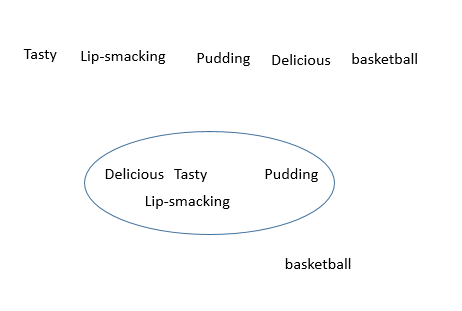 Tasty Lip-smacking Pudding Delicious basketball
Delicious Tasty Pudding
Lip-smacking
basketball